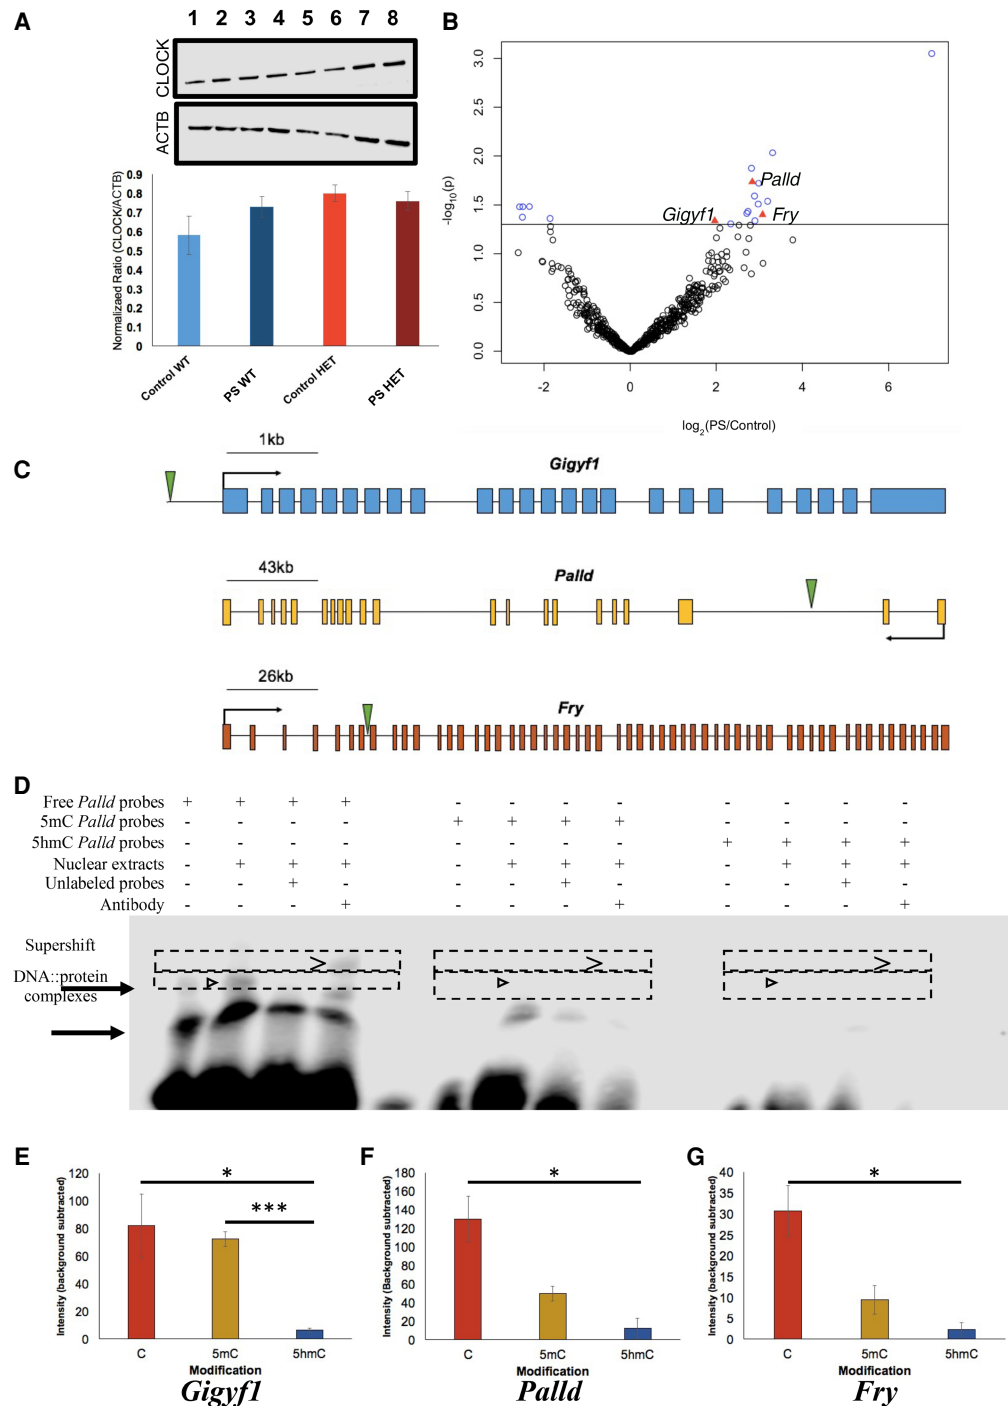 A
1 2 3 4 5 6 7 8
CLOCK
ACTB
Normalizaed Ratio (CLOCK/ACTB)
0.9
0.8
0.7
0.6
0.5
0.4
0.3
0.2
0.1
0
Control WT
PS WT
Control HET
PS HET
B
-log10(p)
3.0
2.5
2.0
1.5
1.0
0.5
0.0
Palld
Gigyf1
Fry
-2 0 2 4 6
log2(PS/Control)
C
1kb
Gigyf1
43kb
Palld
26kb
Fry
D
Free Palld probes + + + + - - - - - - - -
5mC Palld probes - - - - + + + + - - - -
5hmC Palld probes - - - - - - - - + + + +
Nuclear extracts - + + + - + + + - + + +
Unlabeled probes - - + - - - + - - - + -
Antibody - - - + - - - + - - - +
Supershift
DNA::protein
complexes
E
Intensity (background subtracted)
120
100
80
60
40
20
0
*
***
C 5mC 5hmC
Modification
Gigyf1
F
Intensity (Background subtracted)
180
160
140
120
100
80
60
40
20
0
*
C 5mC 5hmC
Modification
Palld
G
Intensity (background subtracted)
40
35
30
25
20
15
10
5
0
*
C 5mC 5hmC
Modification
Fry